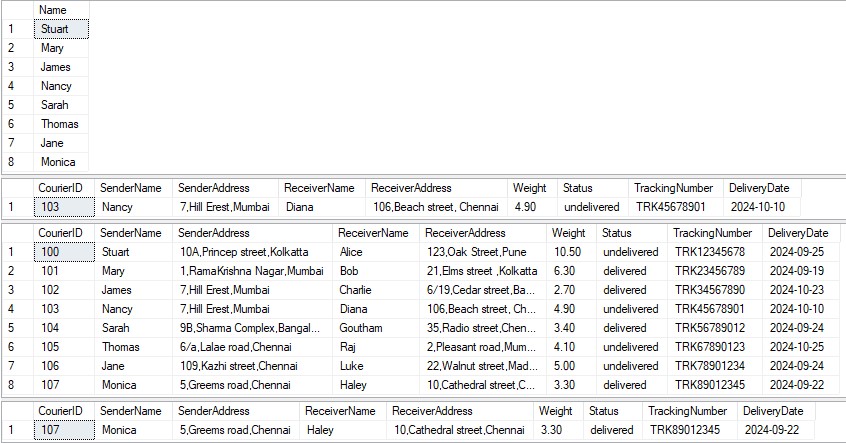 Name
1 Stuart
2 Mary
3 James
4 Nancy
5 Sarah
6 Thomas
7 Jane
8 Monica
CourierID SenderName SenderAddress ReceiverName ReceiverAddress Weight Status TrackingNumber DeliveryDate
1 103 Nancy 7,Hill Erest,Mumbai Diana 106,Beach street, Chennai 4.90 undelivered TRK45678901 2024-10-10
CourierID SenderName SenderAddress ReceiverName ReceiverAddress Weight Status TrackingNumber DeliveryDate
1 100 Stuart 10A,Princep street,Kolkatta Alice 123,Oak Street,Pune 10.50 undelivered TRK12345678 2024-09-25
2 101 Mary 1,RamaKrishna Nagar,Mumbai Bob 21,Elms street ,Kolkatta 6.30 delivered TRK23456789 2024-09-19
3 102 James 7,Hill Erest,Mumbai Charlie 6/19,Cedar street,Ba... 2.70 delivered TRK34567890 2024-10-23
4 103 Nancy 7,Hill Erest,Mumbai Diana 106,Beach street, Ch... 4.90 undelivered TRK45678901 2024-10-10
5 104 Sarah 9B,Sharma Complex,Bangal... Goutham 35,Radio street,Chen... 3.40 delivered TRK56789012 2024-09-24
6 105 Thomas 6/a,Lalae road,Chennai Raj 2,Pleasant road,Mum... 4.10 undelivered TRK67890123 2024-10-25
7 106 Jane 109,Kazhi street,Chennai Luke 22,Walnut street,Mad... 5.00 undelivered TRK78901234 2024-09-24
8 107 Monica 5,Greems road,Chennai Haley 10,Cathedral street,C... 3.30 delivered TRK89012345 2024-09-22
CourierID SenderName SenderAddress ReceiverName ReceiverAddress Weight Status TrackingNumber DeliveryDate
1 107 Monica 5,Greems road,Chennai Haley 10,Cathedral street,Chennai 3.30 delivered TRK89012345 2024-09-22